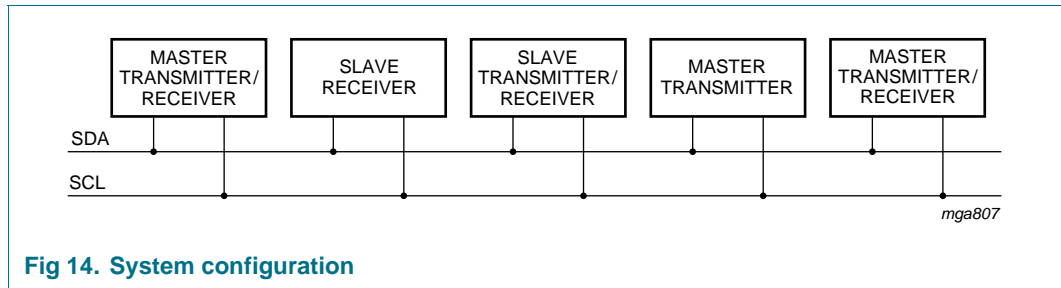 MASTER
TRANSMITTER/
RECEIVER
SLAVE
RECEIVER
SLAVE
TRANSMITTER/
RECEIVER
MASTER
TRANSMITTER
MASTER
TRANSMITTER/
RECEIVER
SDA
SCL
mga807
Fig 14. System configuration